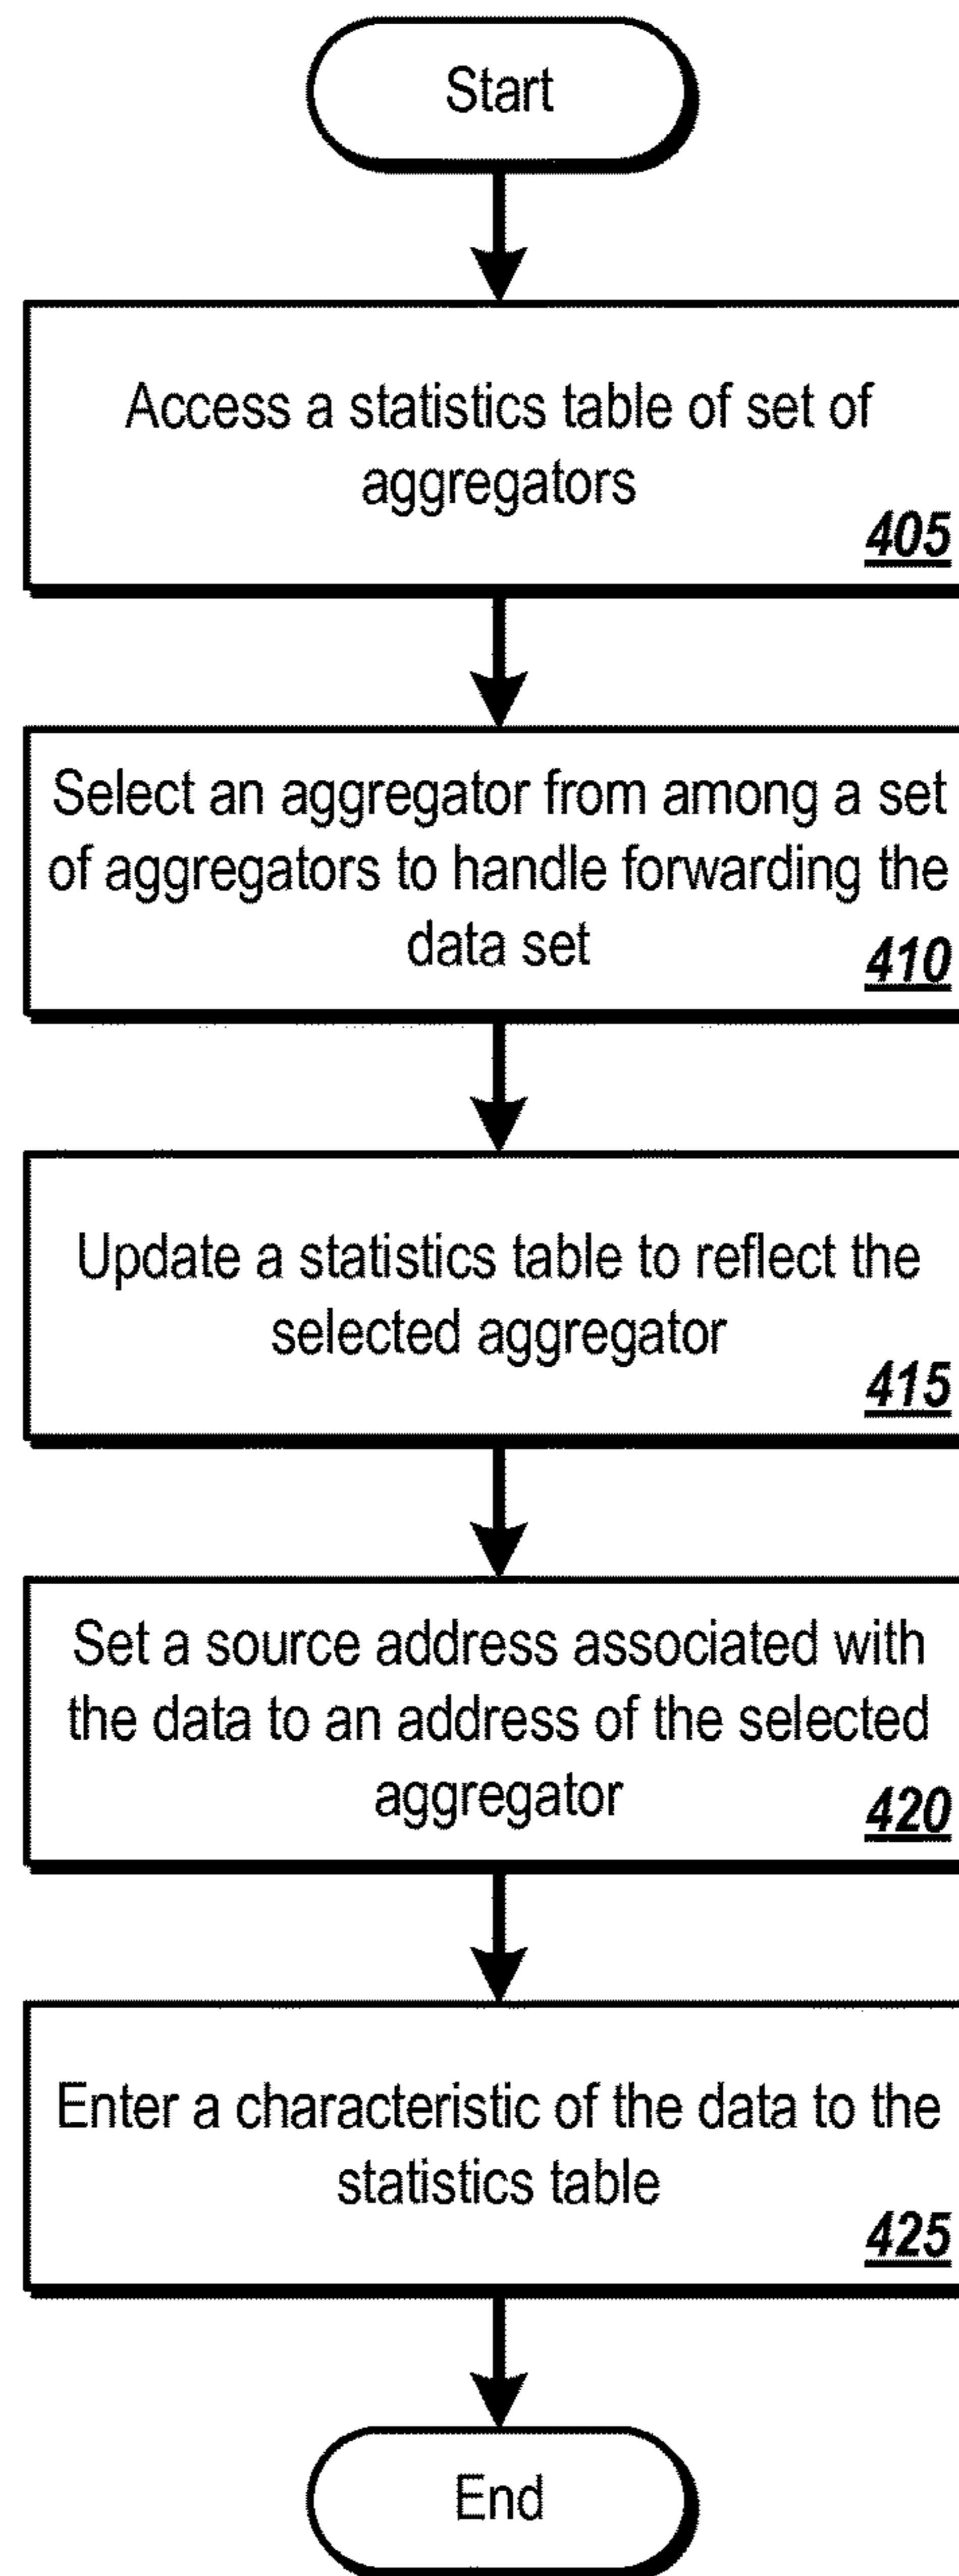 Start
Access a statistics table of set of
aggregators
405
Select an aggregator from among a set
of aggregators to handle forwarding the
data set
410
Update a statistics table to reflect the
selected aggregator
415
Set a source address associated with
the data to an address of the selected
aggregator
420
Enter a characteristic of the data to the
statistics table
425
End